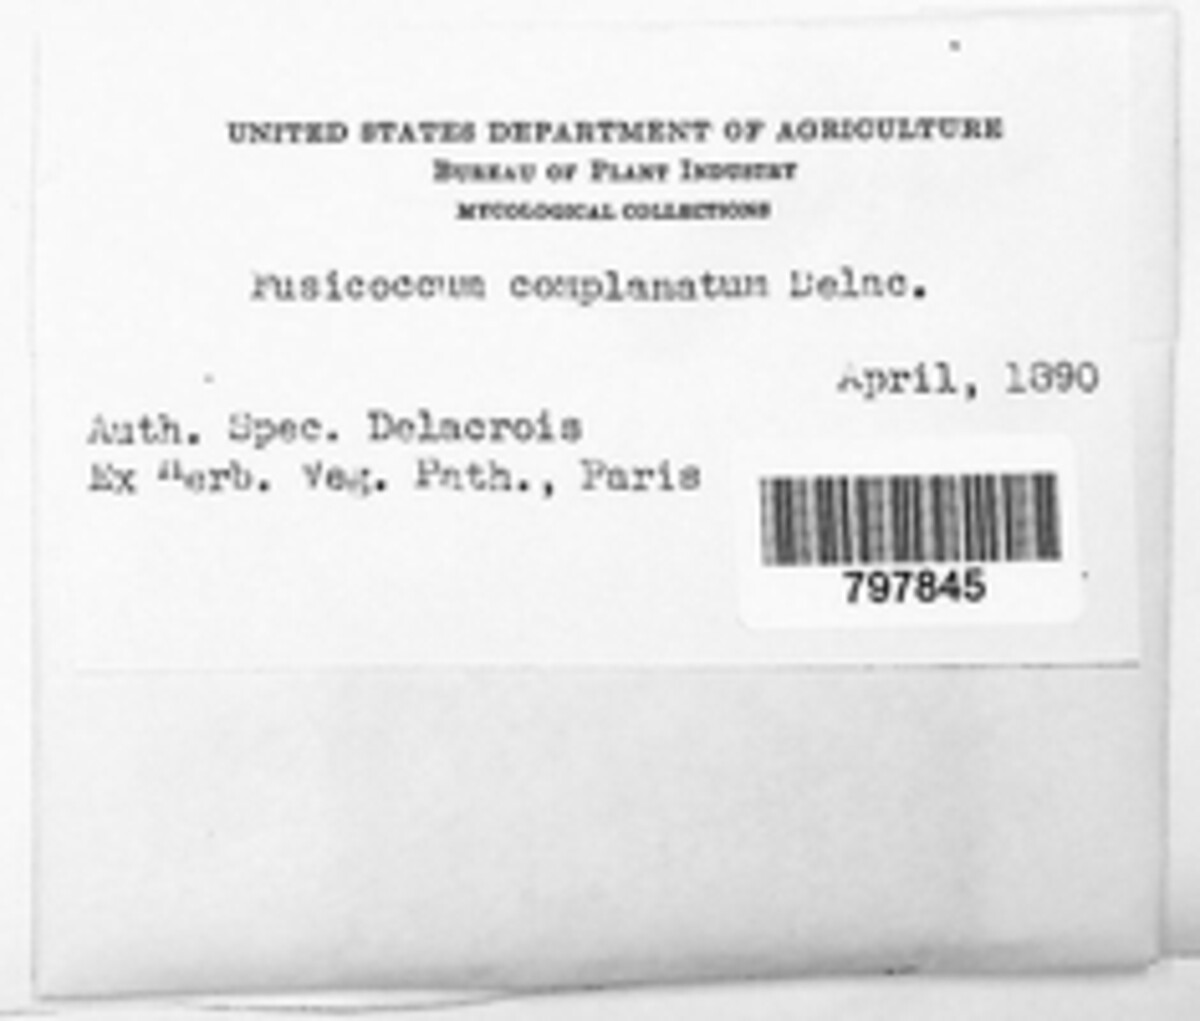 UNITED STATES DEPARTMENT OF AGRICULTURE
BUREAU OF PLANT INDUSTRY
MYCOLOGICAL COLLECTIONS
Fusicoccum complanatum Delac.
April, 1890
Auth. Spec. Delacrois
Ex Herb. Veg. Path., Paris
797845